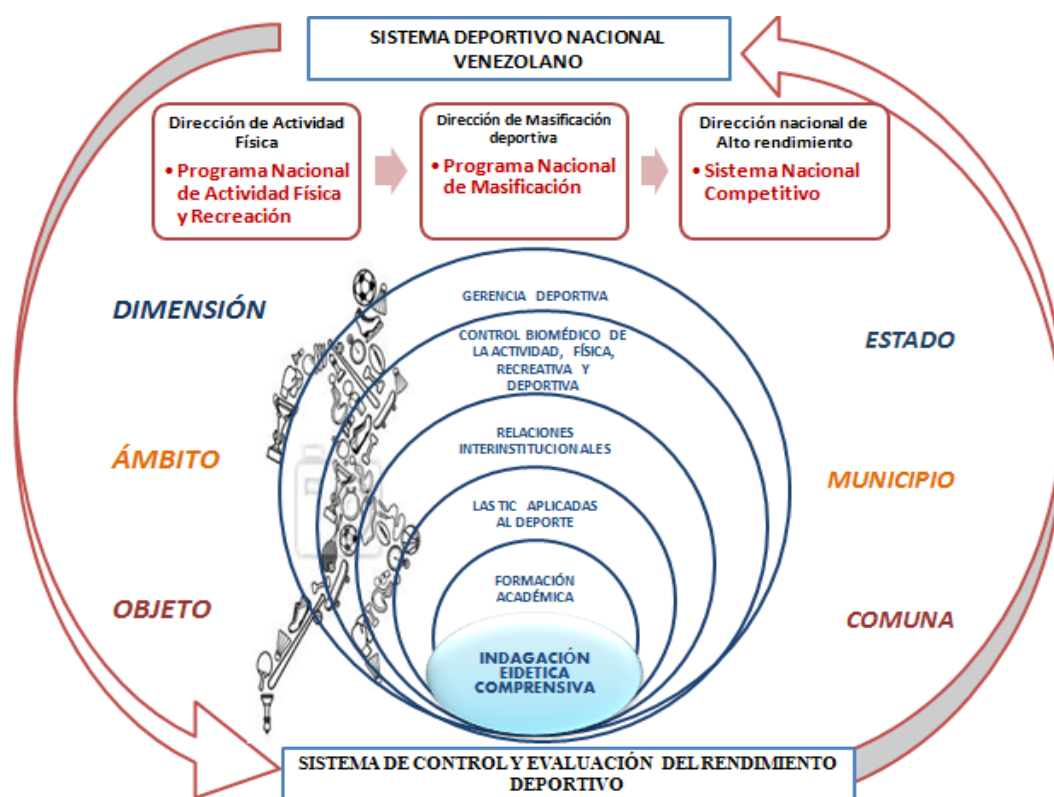 SISTEMA DEPORTIVO NACIONAL
VENEZOLANO
Dirección de Actividad
Física
• Programa Nacional
de Actividad Física
y Recreación
Dirección de Masificación
deportiva
• Programa Nacional
de Masificación
Dirección nacional de
Alto rendimiento
• Sistema Nacional
Competitivo
DIMENSIÓN
ÁMBITO
OBJETO
GERENCIA DEPORTIVA
CONTROL BIOMÉDICO DE
LA ACTIVIDAD, FÍSICA,
RECREATIVA Y
DEPORTIVA
RELACIONES
INTERINSTITUCIONALES
LAS TIC APLICADAS
AL DEPORTE
FORMACIÓN
ACADÉMICA
INDAGACIÓN
EIDETICA
COMPRENSIVA
ESTADO
MUNICIPIO
COMUNA
SISTEMA DE CONTROL Y EVALUACIÓN DEL RENDIMIENTO
DEPORTIVO